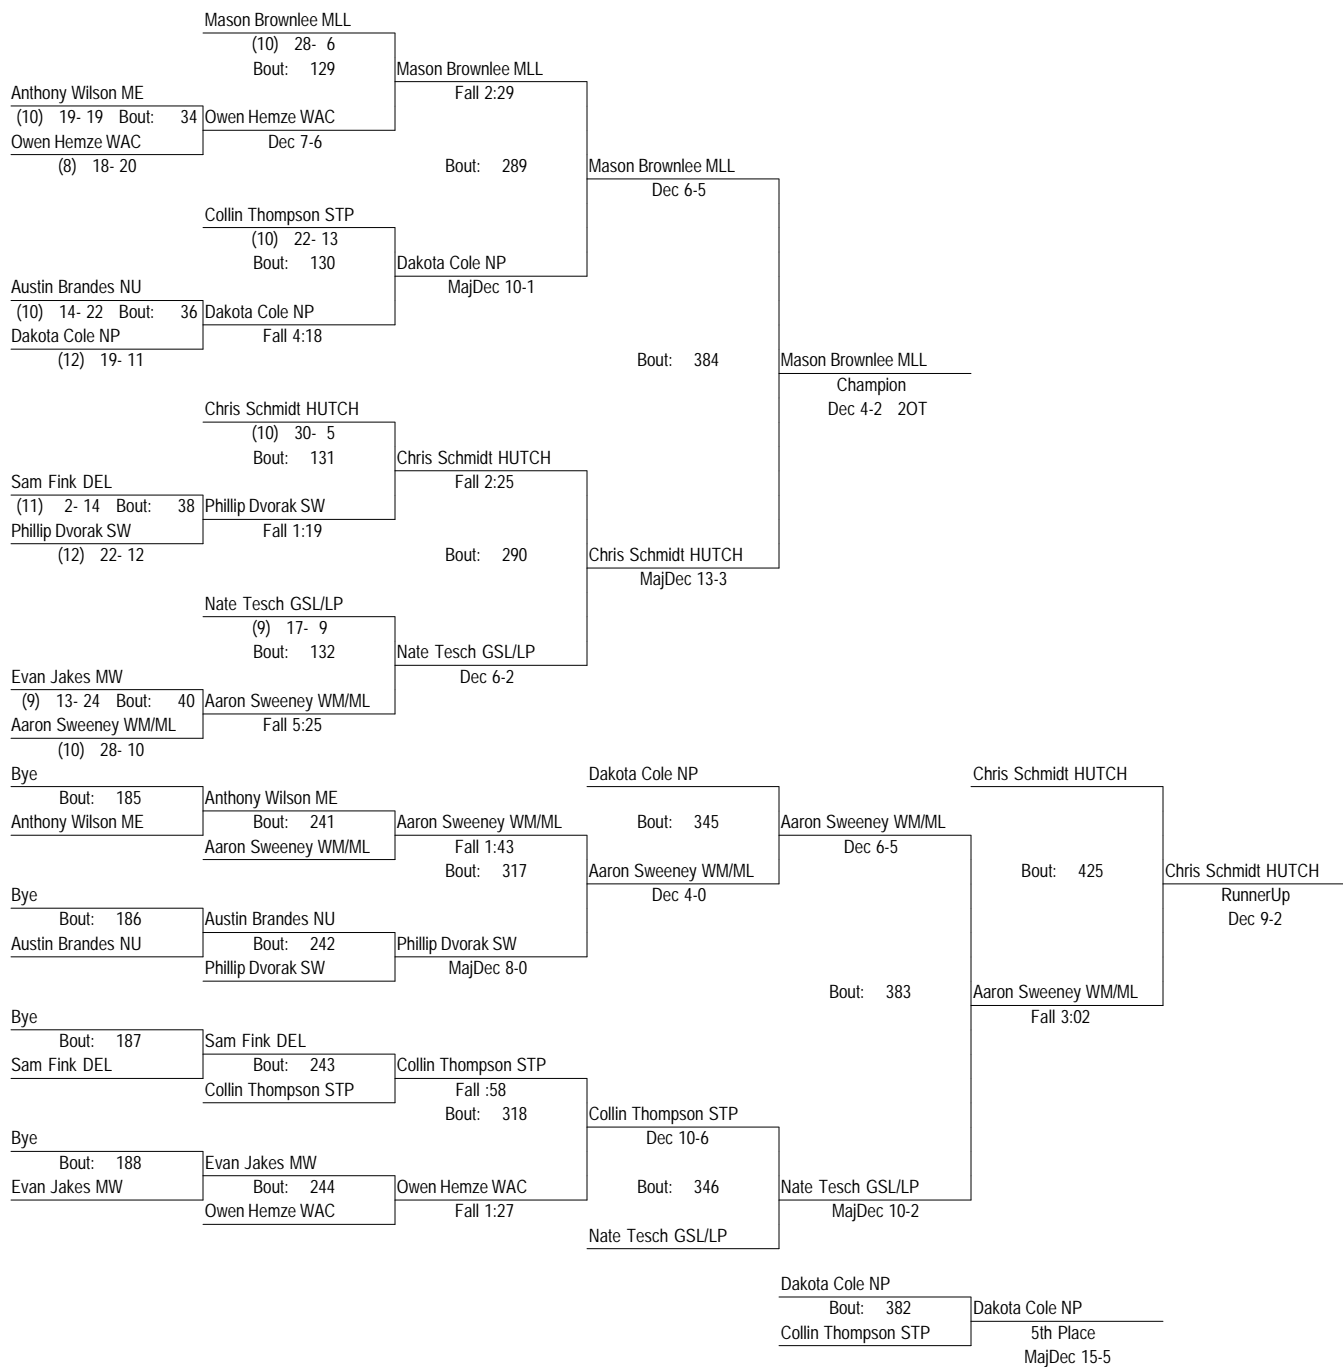 Mason Brownlee MLL
(10) 28- 6
Bout: 129
Mason Brownlee MLL
Fall 2:29
Anthony Wilson ME
(10) 19- 19 Bout: 34
Owen Hemze WAC
Dec 7-6
Owen Hemze WAC
(8) 18- 20
Bout: 289
Mason Brownlee MLL
Dec 6-5
Collin Thompson STP
(10) 22- 13
Bout: 130
Dakota Cole NP
MajDec 10-1
Austin Brandes NU
(10) 14- 22 Bout: 36
Dakota Cole NP
Fall 4:18
Dakota Cole NP
(12) 19- 11
Bout: 384
Mason Brownlee MLL
Champion
Dec 4-2 2OT
Chris Schmidt HUTCH
(10) 30- 5
Bout: 131
Chris Schmidt HUTCH
Fall 2:25
Sam Fink DEL
(11) 2- 14 Bout: 38
Phillip Dvorak SW
Fall 1:19
Phillip Dvorak SW
(12) 22- 12
Bout: 290
Chris Schmidt HUTCH
MajDec 13-3
Nate Tesch GSL/LP
(9) 17- 9
Bout: 132
Nate Tesch GSL/LP
Dec 6-2
Evan Jakes MW
(9) 13- 24 Bout: 40
Aaron Sweeney WM/ML
Fall 5:25
Aaron Sweeney WM/ML
(10) 28- 10
Bye
Bout: 185
Anthony Wilson ME
Anthony Wilson ME
Bout: 241
Aaron Sweeney WM/ML
Aaron Sweeney WM/ML
Fall 1:43
Bout: 317
Dakota Cole NP
Bout: 345
Aaron Sweeney WM/ML
Dec 4-0
Aaron Sweeney WM/ML
Dec 6-5
Chris Schmidt HUTCH
Bout: 425
Chris Schmidt HUTCH
RunnerUp
Dec 9-2
Bye
Bout: 186
Austin Brandes NU
Austin Brandes NU
Bout: 242
Phillip Dvorak SW
Phillip Dvorak SW
MajDec 8-0
Bout: 383
Aaron Sweeney WM/ML
Fall 3:02
Bye
Bout: 187
Sam Fink DEL
Sam Fink DEL
Bout: 243
Collin Thompson STP
Collin Thompson STP
Fall :58
Bout: 318
Collin Thompson STP
Dec 10-6
Bye
Bout: 188
Evan Jakes MW
Evan Jakes MW
Bout: 244
Owen Hemze WAC
Owen Hemze WAC
Fall 1:27
Bout: 346
Nate Tesch GSL/LP
Nate Tesch GSL/LP
MajDec 10-2
Dakota Cole NP
Bout: 382
Collin Thompson STP
Dakota Cole NP
5th Place
MajDec 15-5